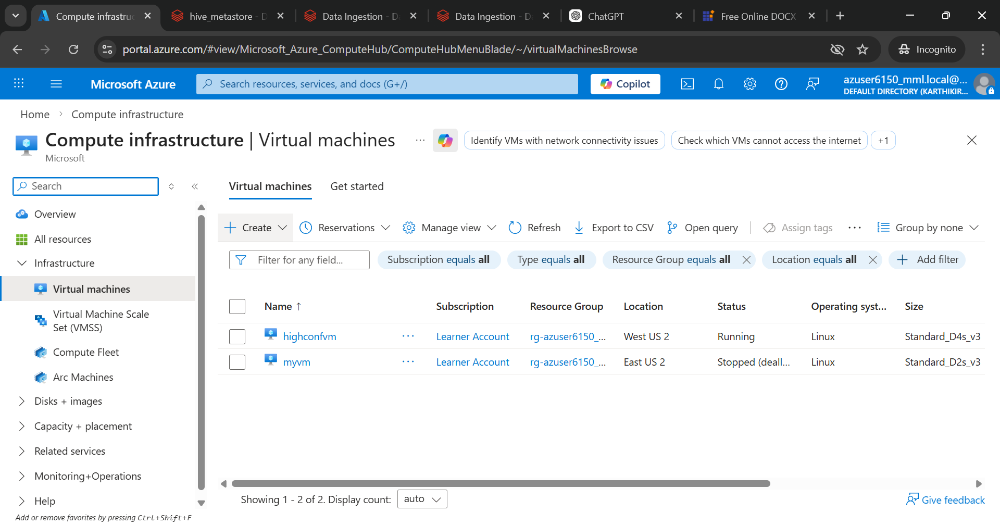 Compute infrastruc
hive_metastore - D
Data Ingestion - D
Data Ingestion - D
ChatGPT
Free Online DOCX
portal.azure.com/#view/Microsoft_Azure_ComputeHub/ComputeHubMenuBlade/~/virtualMachinesBrowse
Incognito
Microsoft Azure
Search resources, services, and docs (G+/)
Copilot
azuser6150_mml.local@...
DEFAULT DIRECTORY (KARTHIKIR...
Home > Compute infrastructure
Compute infrastructure | Virtual machines
...
Identify VMs with network connectivity issues
Check which VMs cannot access the internet
+1
Microsoft
Search
Virtual machines
Get started
Overview
All resources
Infrastructure
Virtual machines
Virtual Machine Scale
Set (VMSS)
Compute Fleet
Arc Machines
Disks + images
Capacity + placement
Related services
Monitoring+Operations
Help
Add or remove favorites by pressing Ctrl+Shift+F
Create
Reservations
Manage view
Refresh
Export to CSV
Open query
Assign tags
...
Group by none
Filter for any field...
Subscription equals all
Type equals all
Resource Group equals all
Location equals all
Add filter
Name ↑ Subscription Resource Group Location Status Operating syst... Size
highconfvm ... Learner Account rg-azuser6150_... West US 2 Running Linux Standard_D4s_v3
myvm ... Learner Account rg-azuser6150_... East US 2 Stopped (deall... Linux Standard_D2s_v3
Showing 1 - 2 of 2. Display count: auto
Give feedback